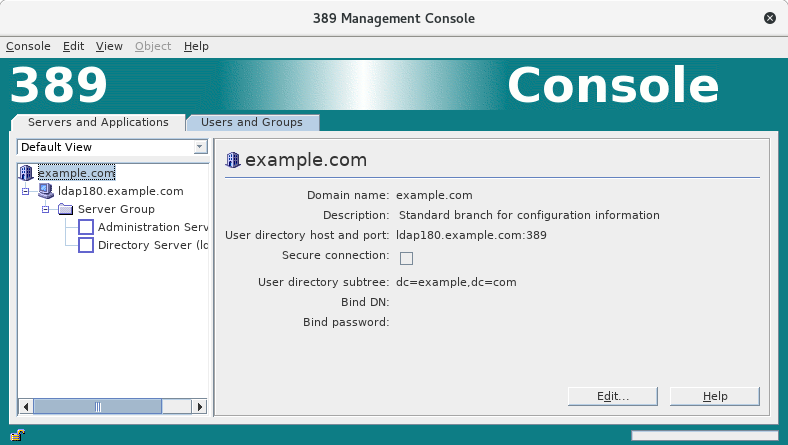 389 Management Console
Console Edit View Object Help
389 Console
Servers and Applications Users and Groups
Default View
example.com
ldap180.example.com
Server Group
Administration Serv
Directory Server (ld
example.com
Domain name: example.com
Description: Standard branch for configuration information
User directory host and port: ldap180.example.com:389
Secure connection:
User directory subtree: dc=example,dc=com
Bind DN:
Bind password:
Edit... Help